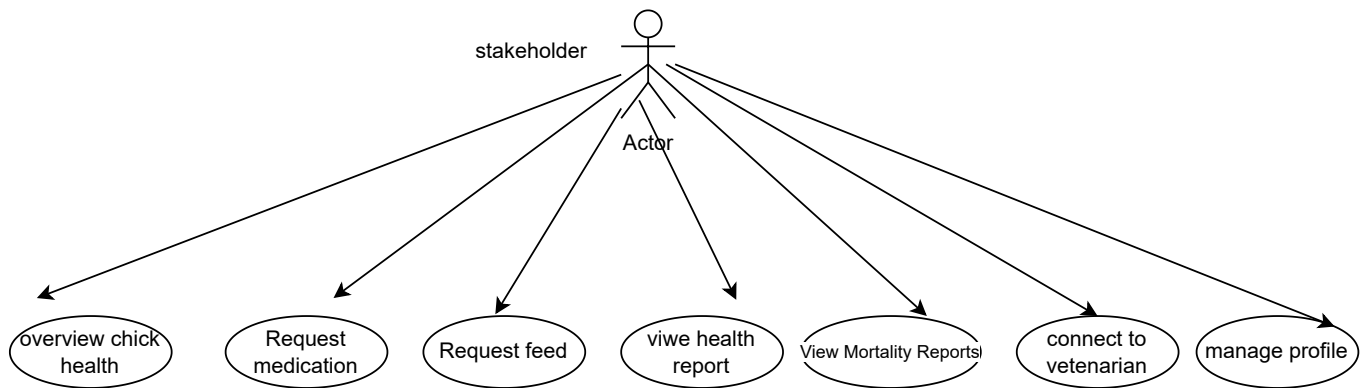 stakeholder
Actor
overview chick
health
Request
medication
Request feed
viwe health
report
View Mortality Reports
connect to
vetenarian
manage profile